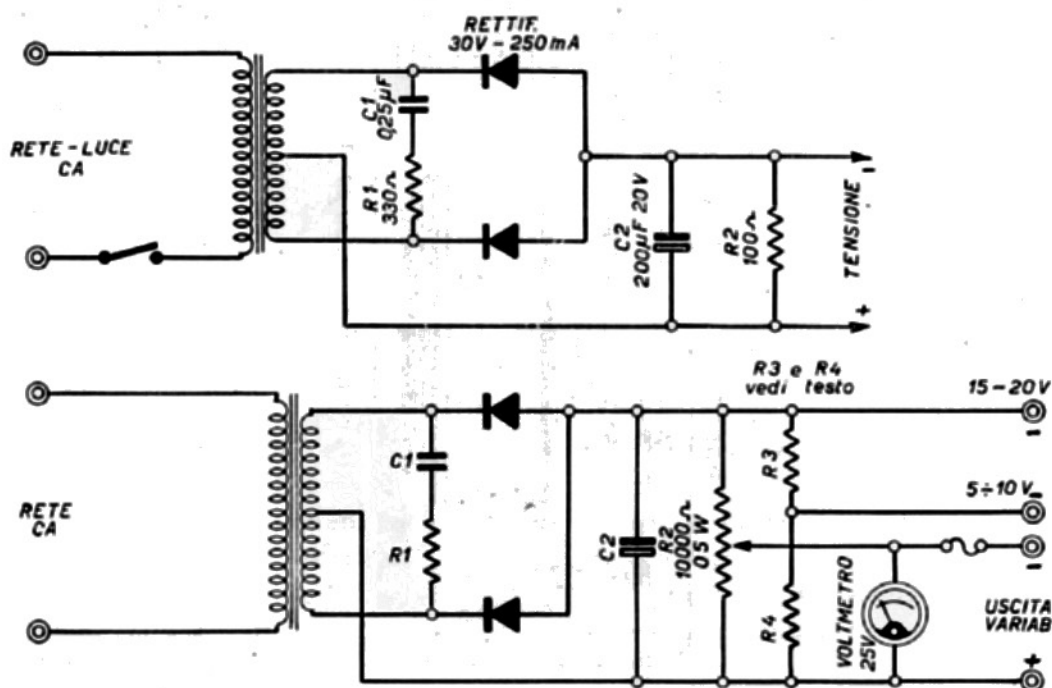 RETTIF.
30V-250mA
C1
0,25µF
RETE-LUCE
CA
R1
330Ω
C2
200µF 20V
R2
100Ω
TENSIONE
-
+
R3 e R4
vedi testo
15-20V
-
C1
R3
5÷10V
-
RETE
CA
R1
C2
R2
10000Ω
0,5 W
-
R4
VOLTMETRO
25V
USCITA
VARIAB
+